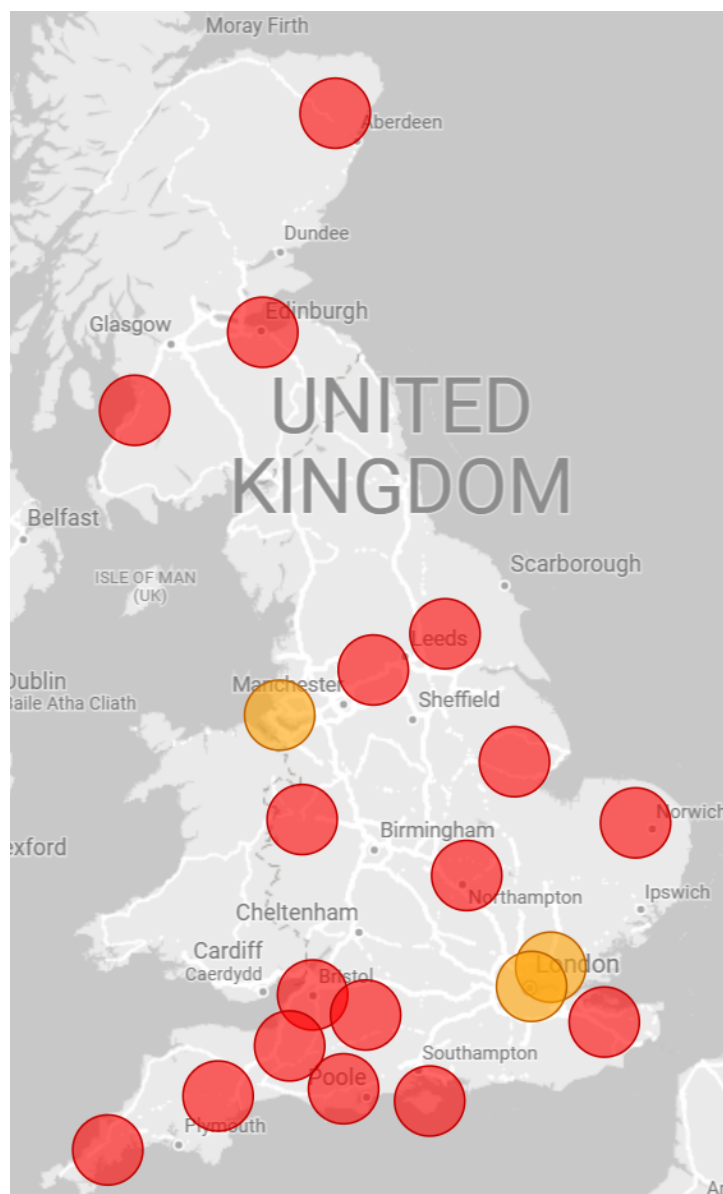 Moray Firth
Aberdeen
Dundee
Edinburgh
Glasgow
UNITED
KINGDOM
Belfast
ISLE OF MAN
(UK)
Scarborough
Leeds
Dublin
Baile Atha Cliath
Manchester
Sheffield
Norwich
exford
Birmingham
Northampton
Ipswich
Cheltenham
Cardiff
Caerdydd
Bristol
London
Southampton
Poole
Plymouth